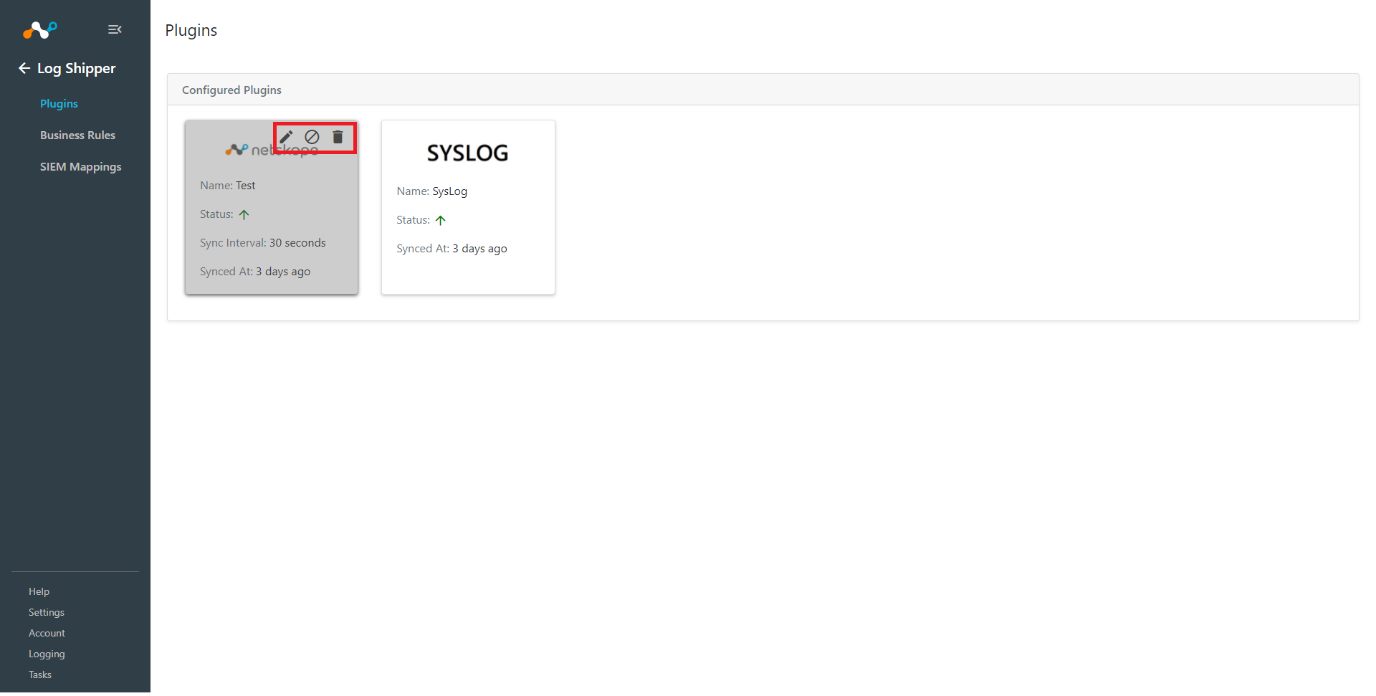 Log Shipper
Plugins
Business Rules
SIEM Mappings
Help
Settings
Account
Logging
Tasks
Plugins
Configured Plugins
netskope
Name: Test
Status:
Sync Interval: 30 seconds
Synced At: 3 days ago
SYSLOG
Name: SysLog
Status:
Synced At: 3 days ago